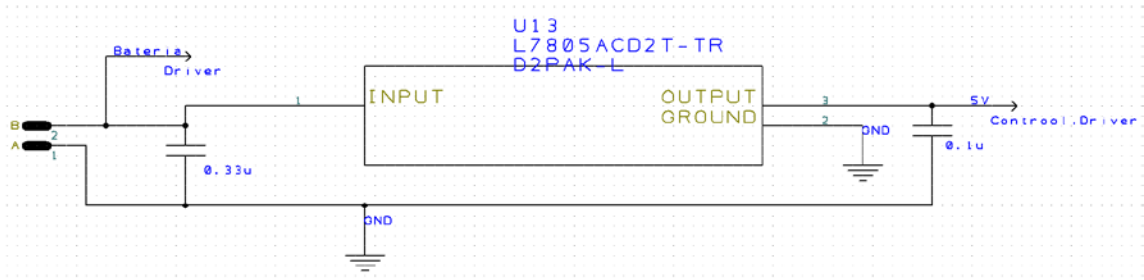 U13
L7805ACD2T-TR
D2PAK-L
Bateria
Driver
1
INPUT
OUTPUT
3
5V
GROUND
2
GND
Controol.Driver
B
2
A
1
0.33u
0.1u
GND